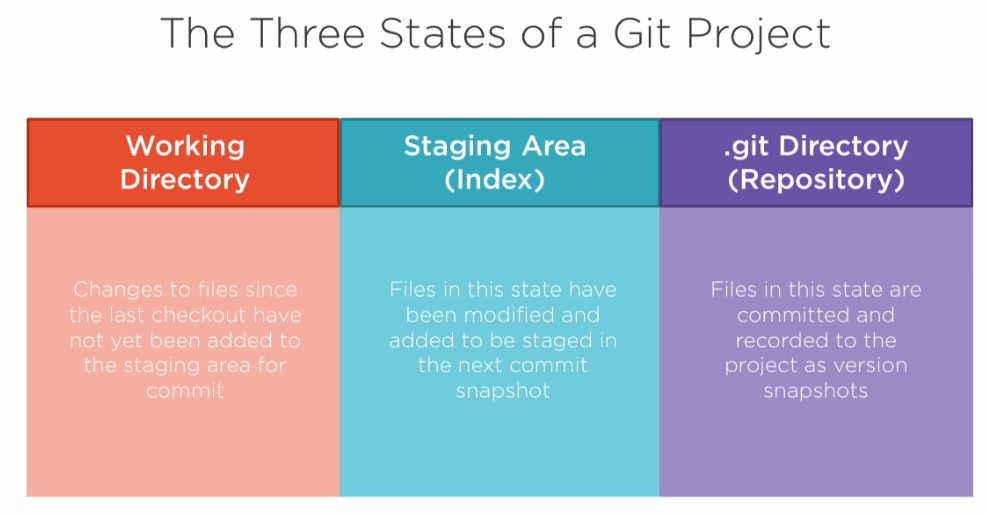 The Three States of a Git Project
Working
Directory
Changes to files since
the last checkout have
not yet been added to
the staging area for
commit
Staging Area
(Index)
Files in this state have
been modified and
added to be staged in
the next commit
snapshot
.git Directory
(Repository)
Files in this state are
committed and
recorded to the
project as version
snapshots